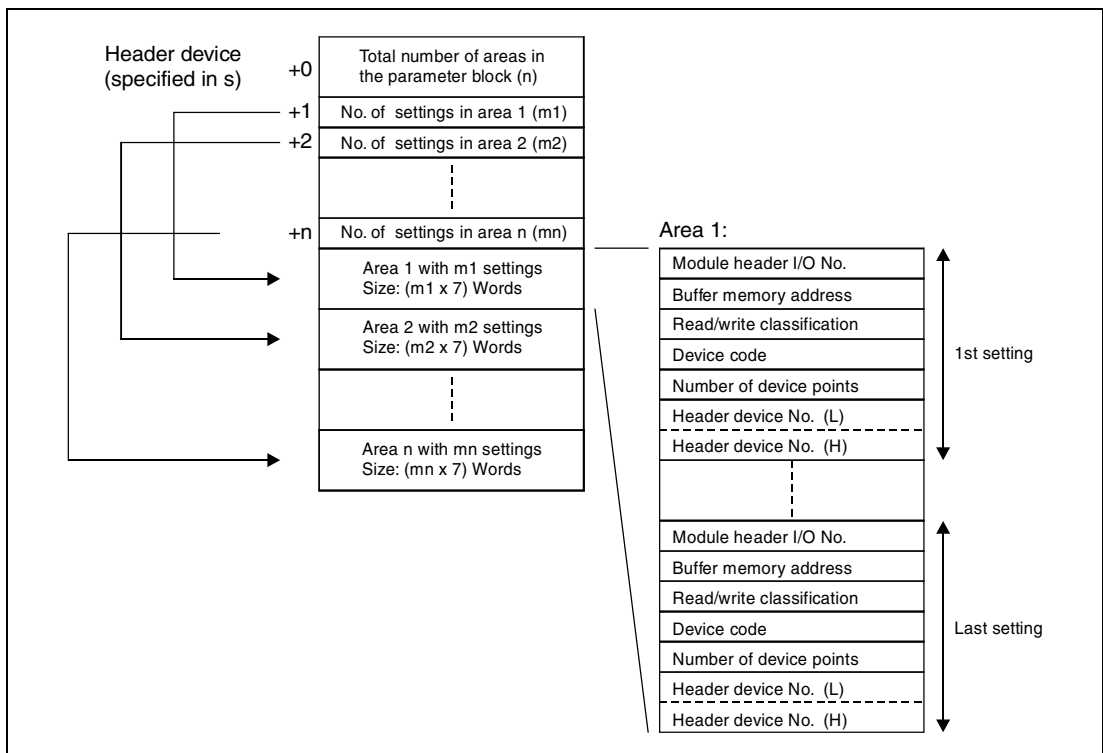 Header device
(specified in s)
+0
Total number of areas in
the parameter block (n)
+1
No. of settings in area 1 (m1)
+2
No. of settings in area 2 (m2)
+n
No. of settings in area n (mn)
Area 1 with m1 settings
Size: (m1 x 7) Words
Area 2 with m2 settings
Size: (m2 x 7) Words
Area n with mn settings
Size: (mn x 7) Words
Area 1:
Module header I/O No.
Buffer memory address
Read/write classification
Device code
Number of device points
Header device No. (L)
Header device No. (H)
1st setting
Module header I/O No.
Buffer memory address
Read/write classification
Device code
Number of device points
Header device No. (L)
Header device No. (H)
Last setting